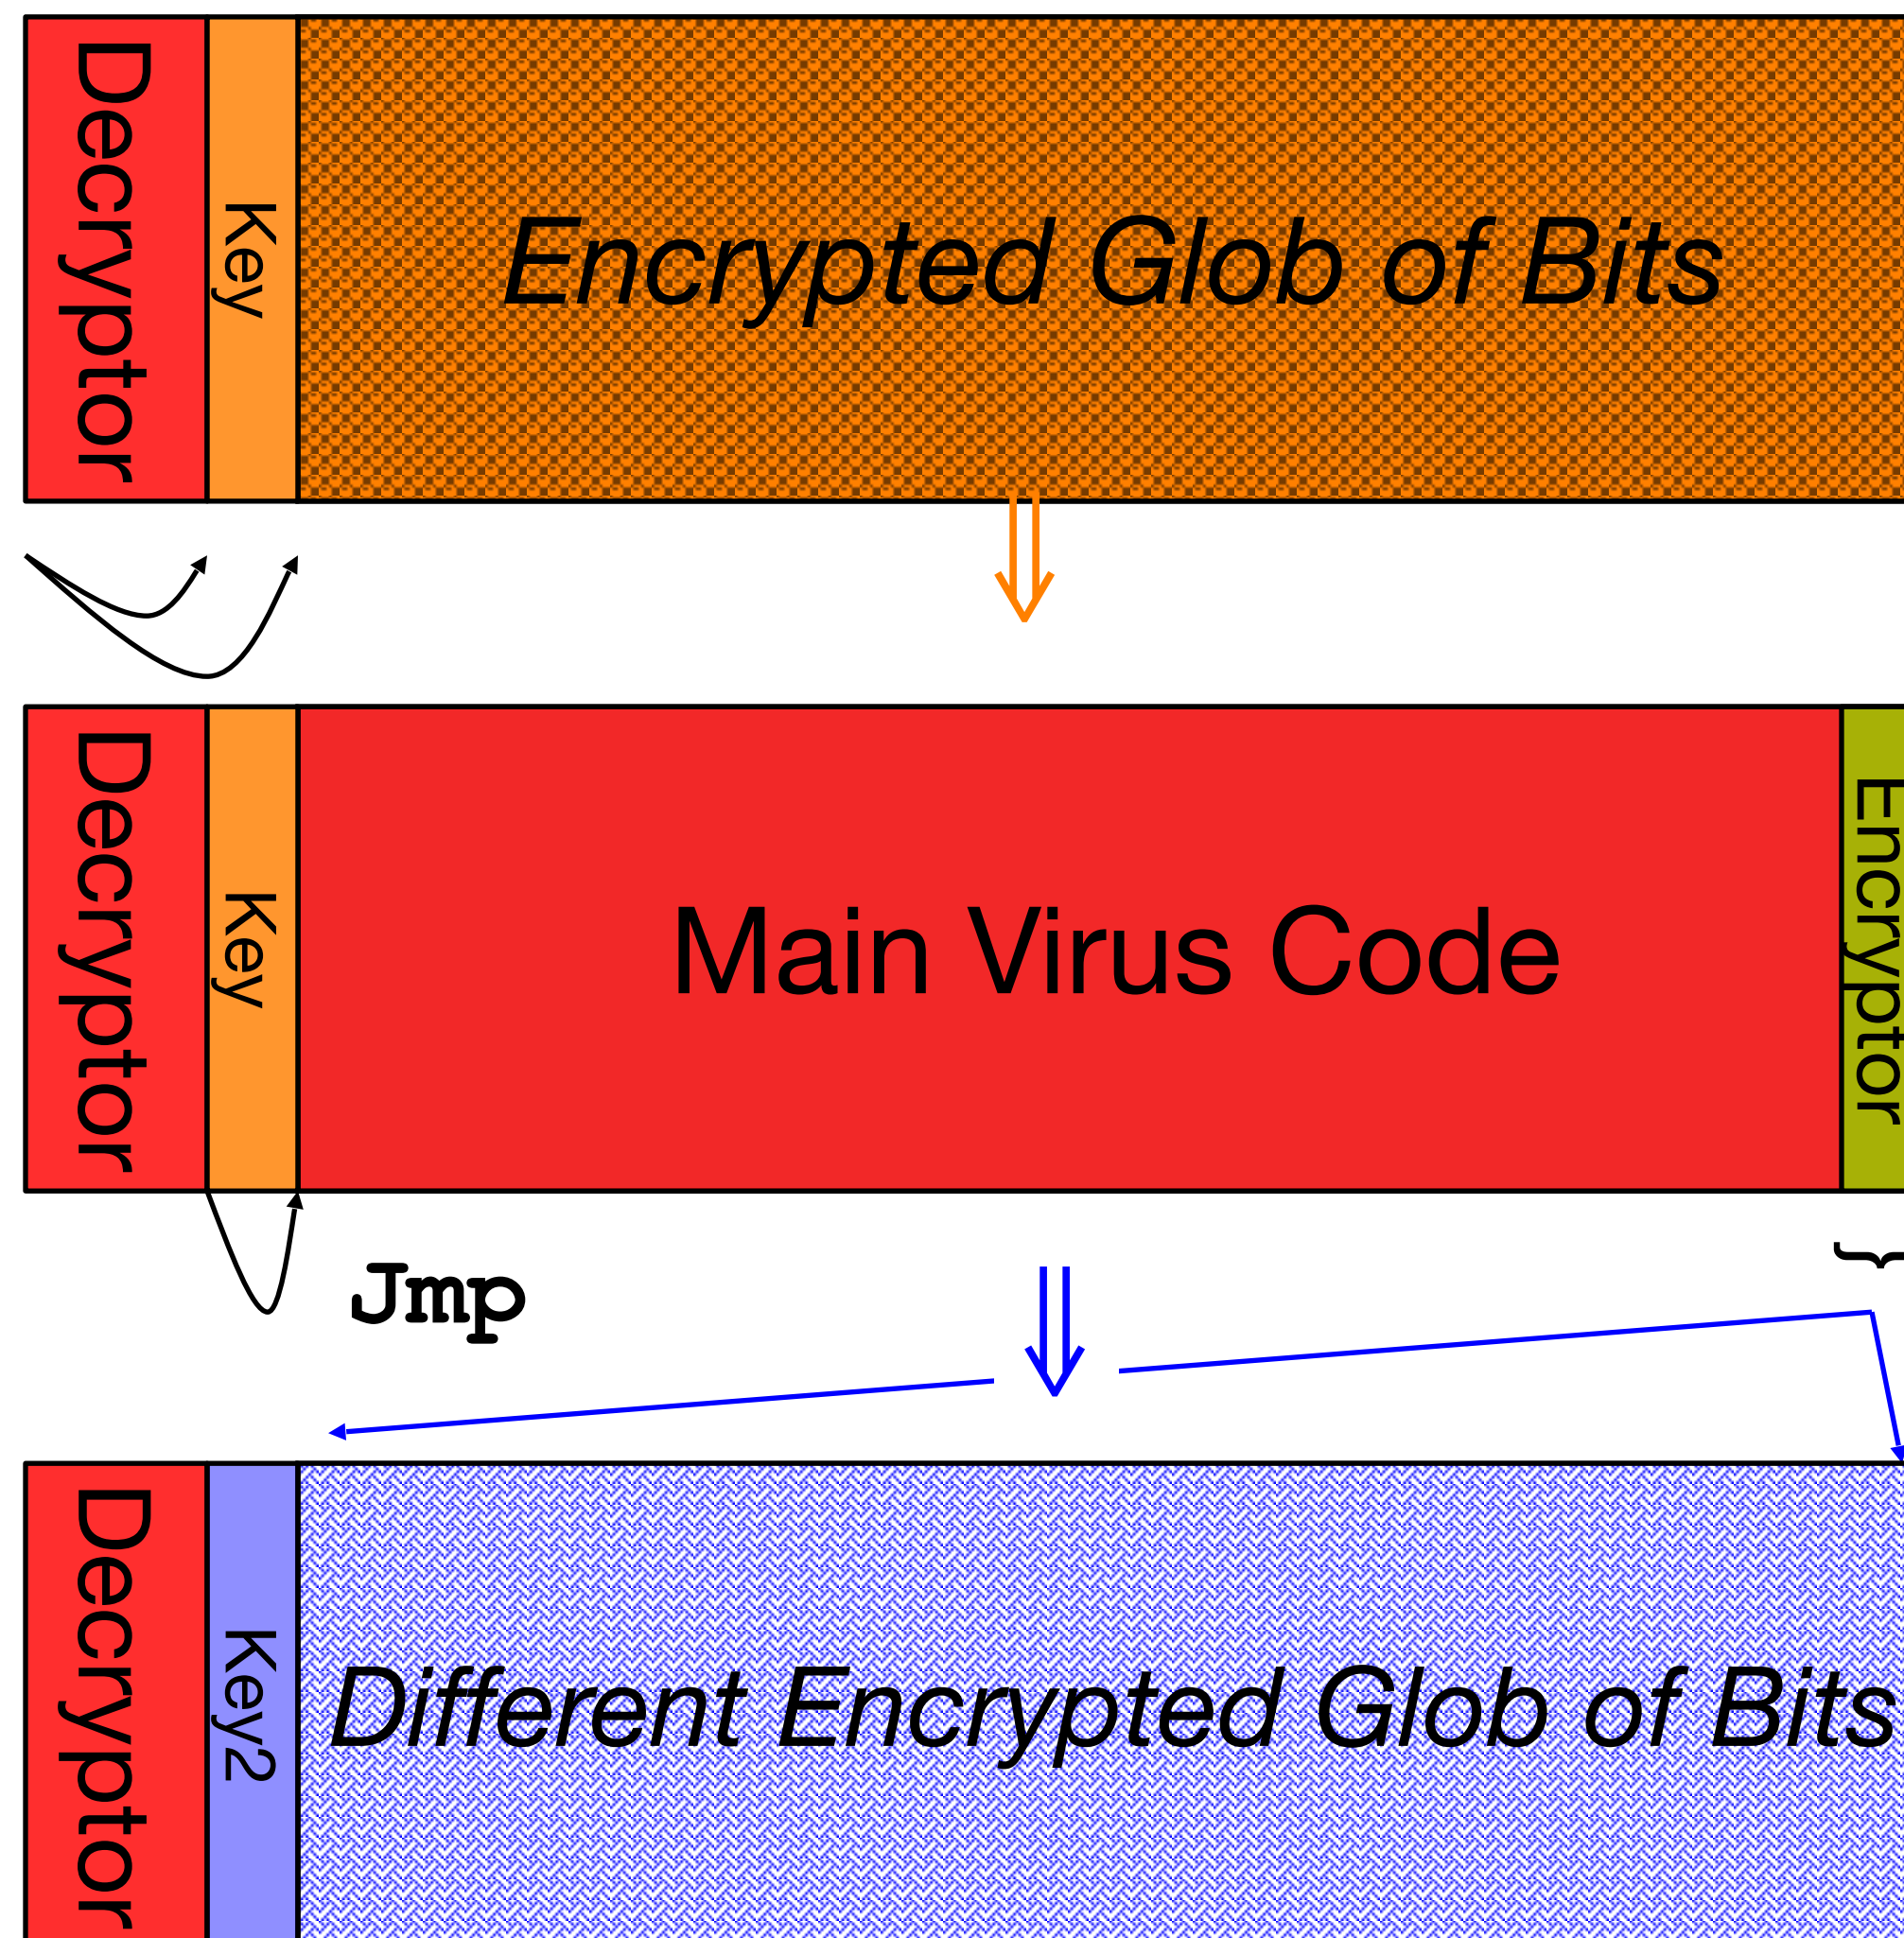 Decryptor
Key
Encrypted Glob of Bits
Decryptor
Key
Main Virus Code
Encryptor
Jmp
{
Decryptor
Key2
Different Encrypted Glob of Bits